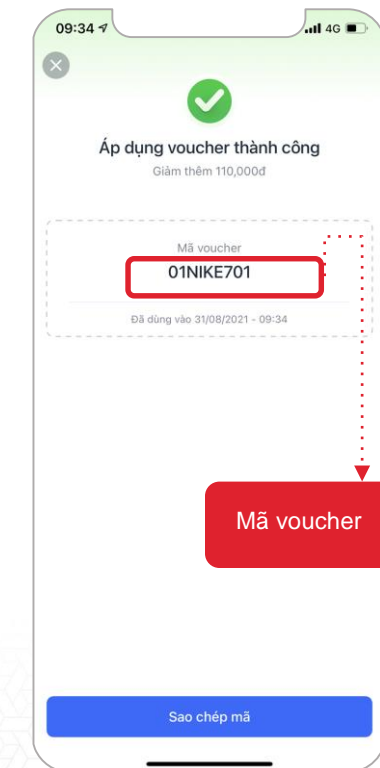 09:34
4G
Áp dụng voucher thành công
Giảm thêm 110,000đ
Mã voucher
01NIKE701
Đã dùng vào 31/08/2021 - 09:34
Mã voucher
Sao chép mã